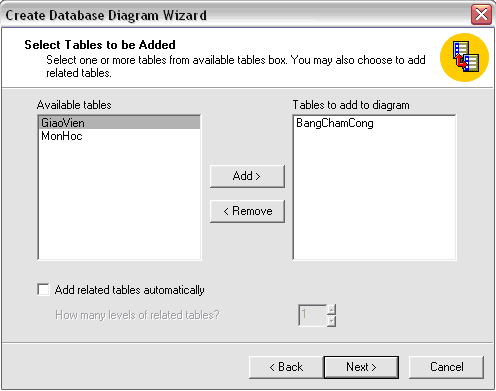 Create Database Diagram Wizard
Select Tables to be Added
Select one or more tables from available tables box. You may also choose to add
related tables.
Available tables
Tables to add to diagram
GiaoVien
MonHoc
BangChamCong
Add >
< Remove
Add related tables automatically
How many levels of related tables?
1
< Back
Next >
Cancel